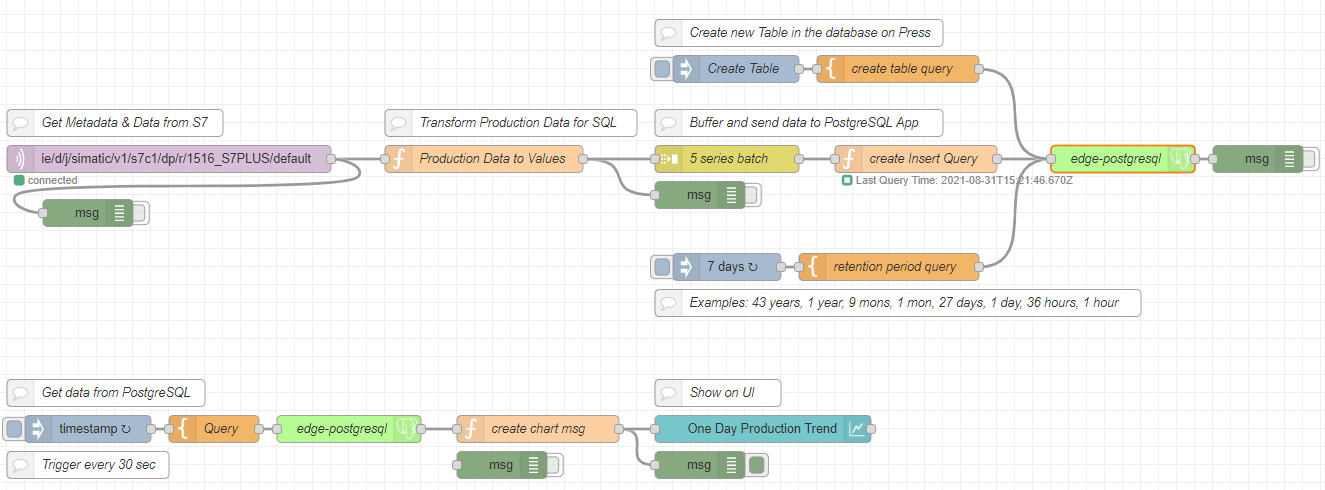 Create new Table in the database on Press
Create Table
create table query
Get Metadata & Data from S7
Transform Production Data for SQL
Buffer and send data to PostgreSQL App
ie/d/j/simatic/v1/s7c1/dp/r/1516_S7PLUS/default
Production Data to Values
5 series batch
create Insert Query
edge-postgresql
msg
connected
Last Query Time: 2021-08-31T15:21:46.670Z
msg
msg
7 days ↻
retention period query
Examples: 43 years, 1 year, 9 mons, 1 mon, 27 days, 1 day, 36 hours, 1 hour
Get data from PostgreSQL
Show on UI
timestamp ↻
Query
edge-postgresql
create chart msg
One Day Production Trend
Trigger every 30 sec
msg
msg